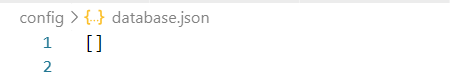 config > {..} database.json
1 []
2